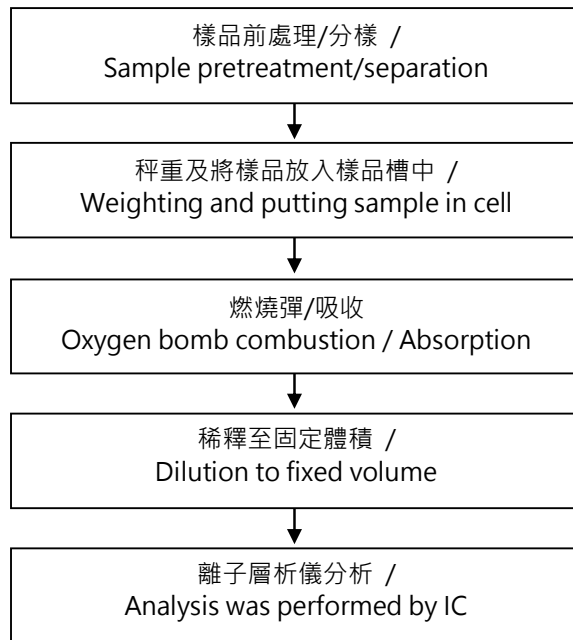 樣品前處理/分樣 /
Sample pretreatment/separation
秤重及將樣品放入樣品槽中 /
Weighting and putting sample in cell
燃燒彈/吸收
Oxygen bomb combustion / Absorption
稀釋至固定體積 /
Dilution to fixed volume
離子層析儀分析 /
Analysis was performed by IC